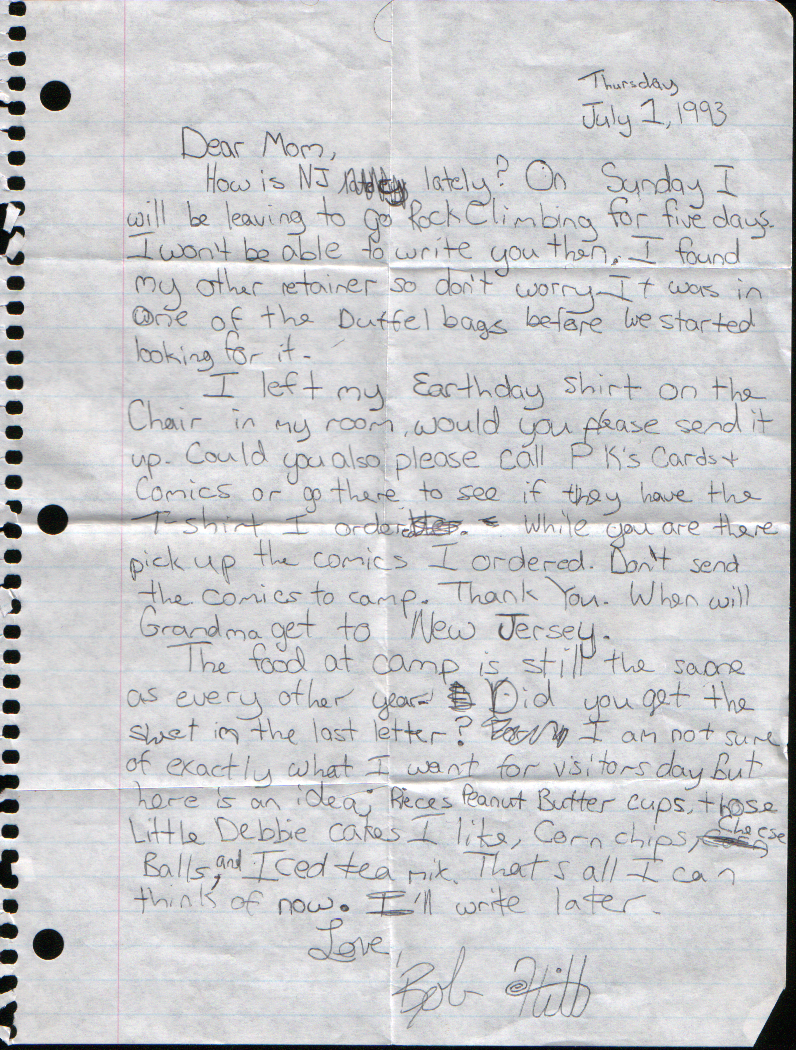 Thursday
July 1, 1993
Dear Mom,
How is NJ lately? On Sunday I
will be leaving to go Rock Climbing for five days.
I won't be able to write you then. I found
my other retainer so don't worry. It was in
one of the Duffel bags before we started
looking for it.
I left my Earthday shirt on the
Chair in my room, would you please send it
up. Could you also please call P K's Cards+
Comics or go there to see if they have the
T-shirt I order. While you are there
pick up the comics I ordered. Don't send
the comics to camp. Thank You. When will
Grandma get to New Jersey.
The food at camp is still the same
as every other year. Did you get the
sheet in the last letter? I am not sure
of exactly what I want for visitors day But
here is an idea; Rieces Peanut Butter cups, those
Little Debbie cakes I like, Corn chips, Cheese
Balls, and Iced tea mix. That's all I can
think of now. I'll write later.
Love,
Bob